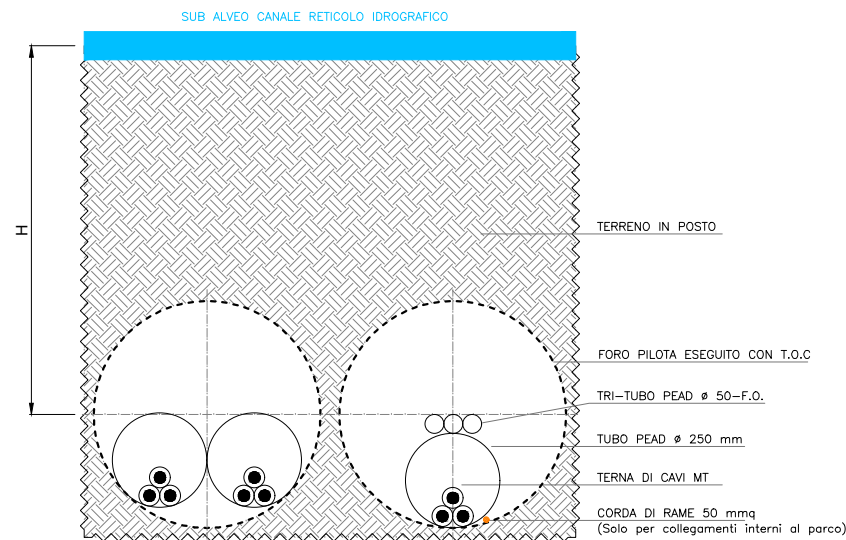 SUB ALVEO CANALE RETICOLO IDROGRAFICO
H
TERRENO IN POSTO
FORO PILOTA ESEGUITO CON T.O.C
TRI-TUBO PEAD ø 50-F.O.
TUBO PEAD ø 250 mm
TERNA DI CAVI MT
CORDA DI RAME 50 mmq
(Solo per collegamenti interni al parco)